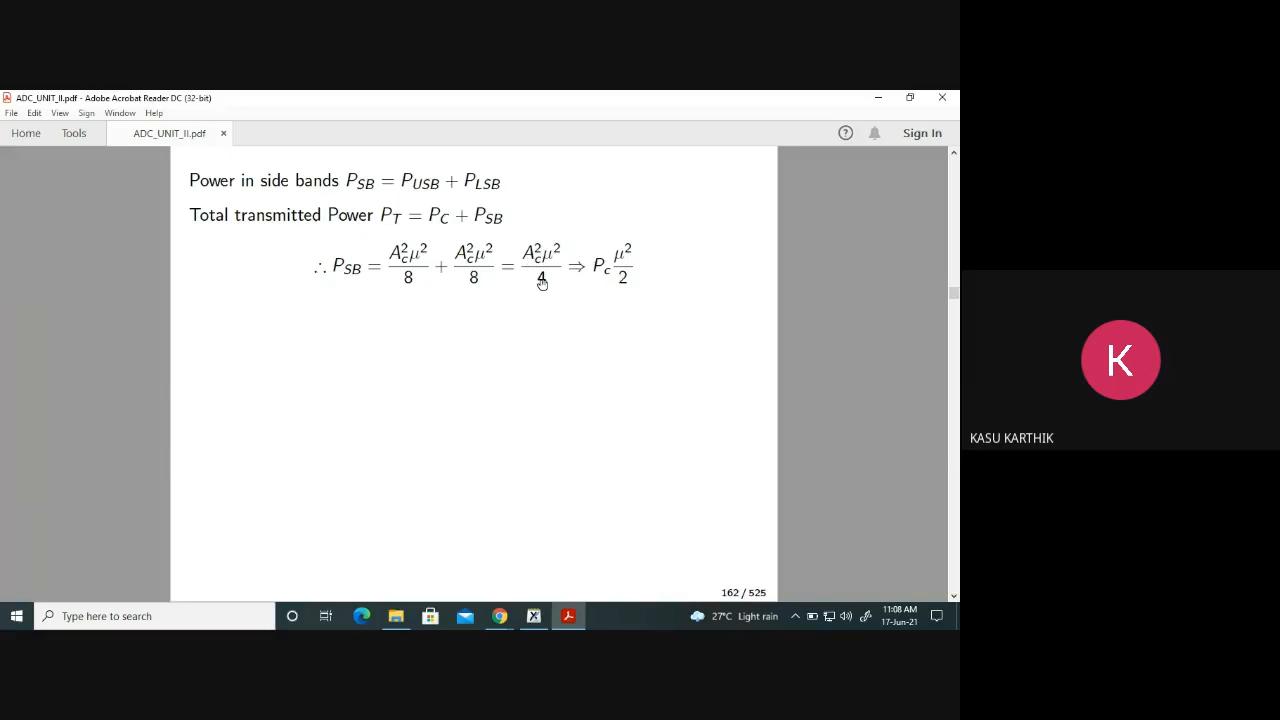 ADC_UNIT_II.pdf - Adobe Acrobat Reader DC (32-bit)
File Edit View Sign Window Help
Home Tools ADC_UNIT_II.pdf × Sign In
Power in side bands P_SB = P_USB + P_LSB
Total transmitted Power P_T = P_C + P_SB
∴ P_SB = A_c²μ²/8 + A_c²μ²/8 = A_c²μ²/4 ⇒ P_c μ²/2
K
KASU KARTHIK
162 / 525
Type here to search
27°C Light rain
11:08 AM
17-Jun-21